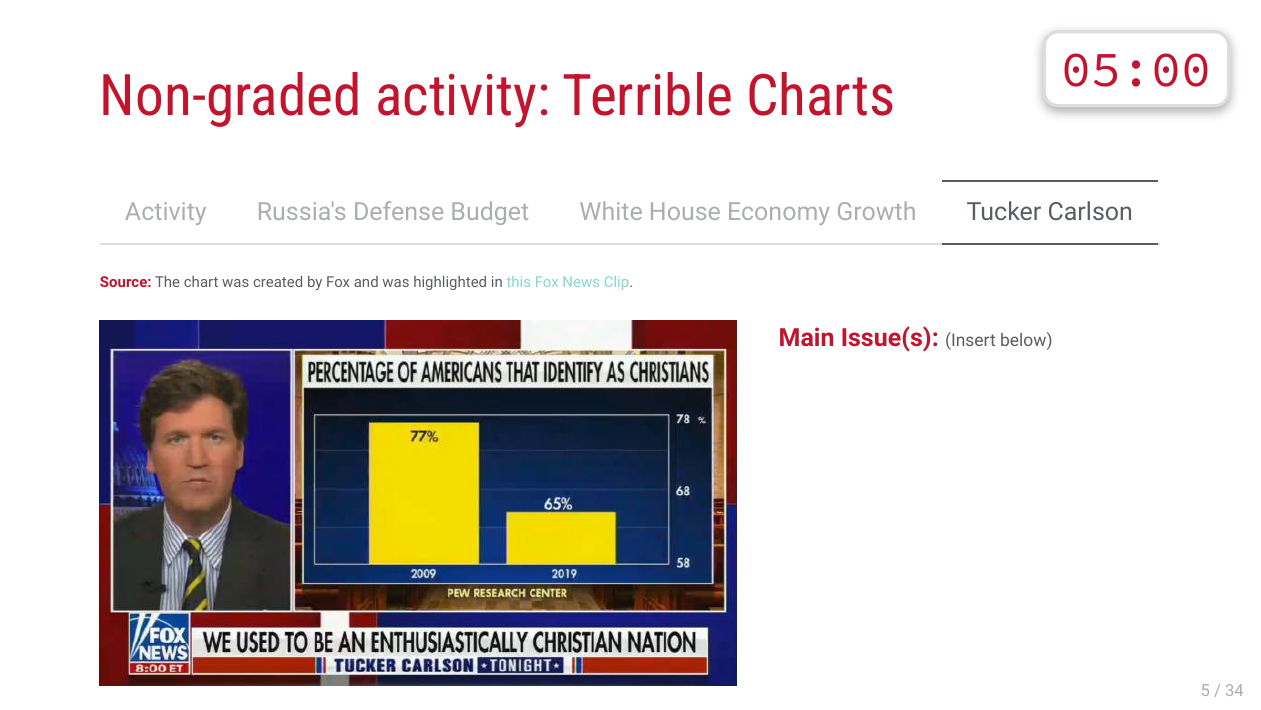 Non-graded activity: Terrible Charts
05:00
Activity
Russia's Defense Budget
White House Economy Growth
Tucker Carlson
Source: The chart was created by Fox and was highlighted in this Fox News Clip.
Main Issue(s): (Insert below)
PERCENTAGE OF AMERICANS THAT IDENTIFY AS CHRISTIANS
78 %
77%
68
65%
58
2009
2019
PEW RESEARCH CENTER
FOX
NEWS
8:00 ET
WE USED TO BE AN ENTHUSIASTICALLY CHRISTIAN NATION
TUCKER CARLSON TONIGHT
5 / 34